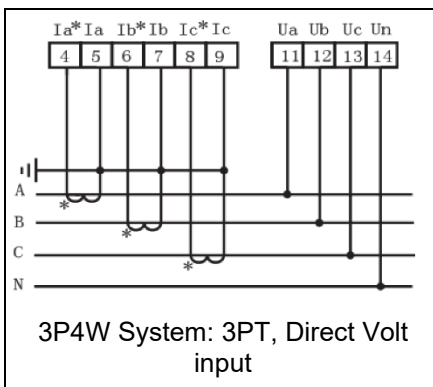 Ia* Ia Ib* Ib Ic* Ic Ua Ub Uc Un
4 5 6 7 8 9 11 12 13 14
A
*
B
*
C
*
N
3P4W System: 3PT, Direct Volt
input